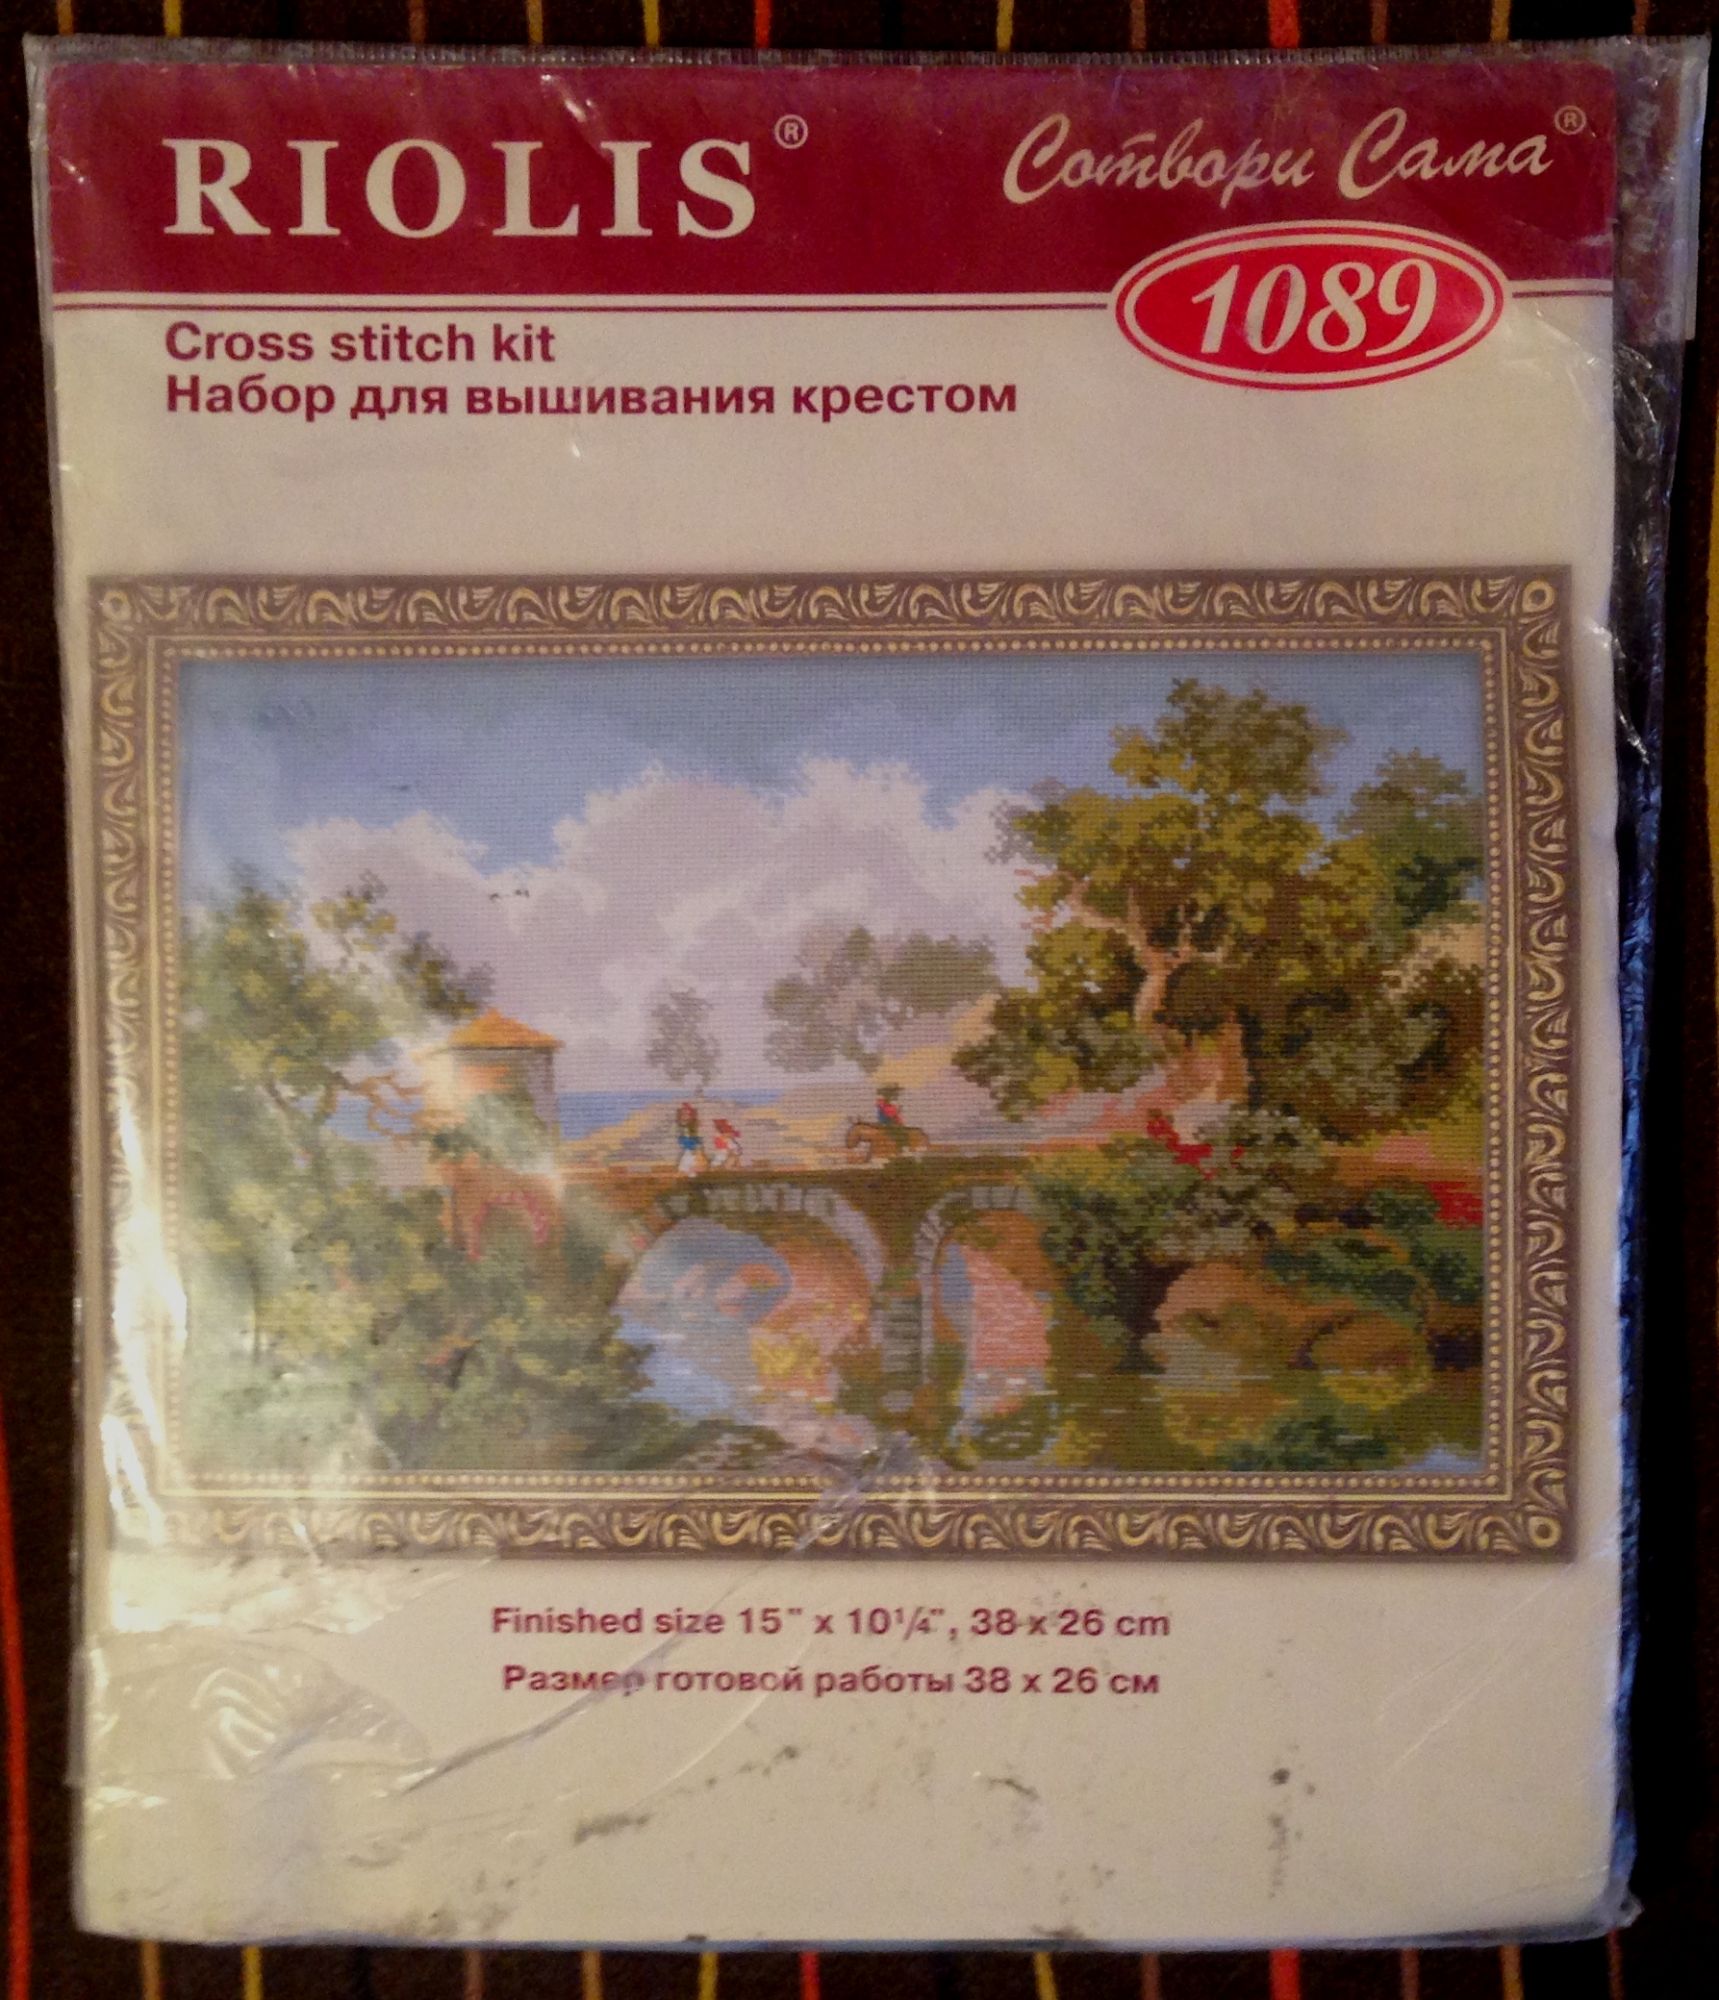 RIOLIS®
Сотвори Сама®
1089
Cross stitch kit
Набор для вышивания крестом
Finished size 15" x 10¼", 38 x 26 cm
Размер готовой работы 38 x 26 см